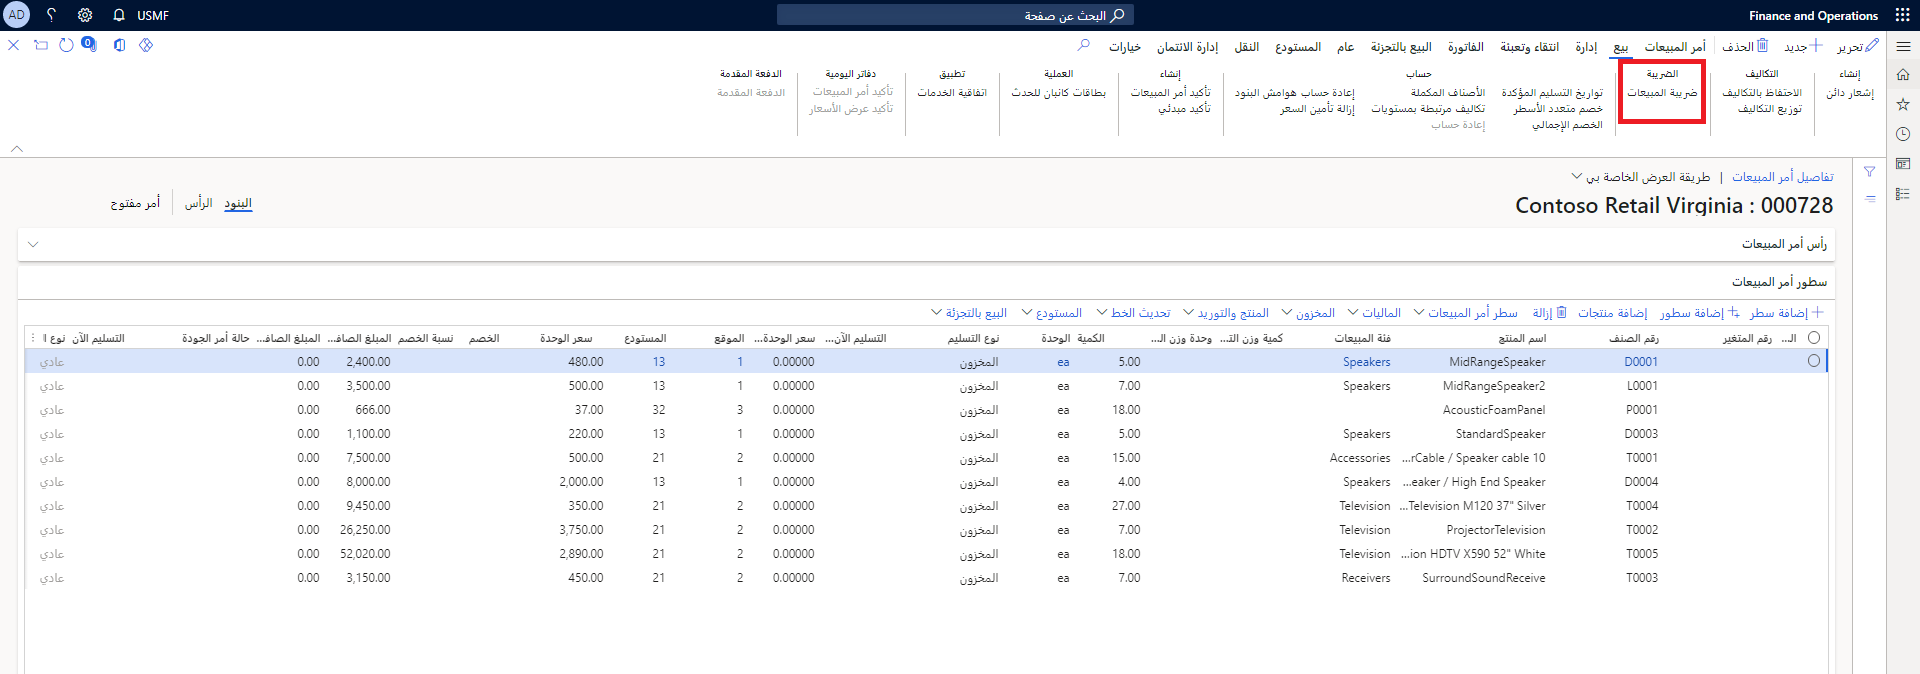 Finance and Operations
البحث عن صفحة
USMF
؟
AD
تحرير
جديد
الحذف
أمر المبيعات
بيع
إدارة
انتقاء وتعبئة
الفاتورة
البيع بالتجزئة
عام
المستودع
النقل
إدارة الائتمان
خيارات
0
إنشاء
إشعار دائن
التكاليف
الاحتفاظ بالتكاليف
توزيع التكاليف
الضريبة
ضريبة المبيعات
حساب
تواريخ التسليم المؤكدة
خصم متعدد الأسطر
الخصم الإجمالي
الأصناف المكملة
تكاليف مرتبطة بمستويات
إعادة حساب
إعادة حساب هوامش البنود
إزالة تأمين السعر
إنشاء
تأكيد أمر المبيعات
تأكيد مبدئي
العملية
بطاقات كانبان للحدث
تطبيق
اتفاقية الخدمات
دفاتر اليومية
تأكيد أمر المبيعات
تأكيد عرض الأسعار
الدفعة المقدمة
الدفعة المقدمة
تفاصيل أمر المبيعات | طريقة العرض الخاصة بي
Contoso Retail Virginia : 000728
البنود
الرأس
أمر مفتوح
رأس أمر المبيعات
سطور أمر المبيعات
إضافة سطر
إضافة سطور
إضافة منتجات
إزالة
سطر أمر المبيعات
الماليات
المخزون
المنتج والتوريد
تحديث الخط
المستودع
البيع بالتجزئة
الـ... رقم المتغير رقم الصنف اسم المنتج فئة المبيعات كمية وزن التـ... وحدة وزن الـ... الكمية الوحدة نوع التسليم التسليم الآن... سعر الوحدة... الموقع المستودع سعر الوحدة الخصم نسبة الخصم المبلغ الصافـ... المبلغ الصافـ... حالة أمر الجودة التسليم الآن نوع ا
D0001 MidRangeSpeaker Speakers 5.00 ea المخزون 0.00000 1 13 480.00 2,400.00 0.00 عادي
L0001 MidRangeSpeaker2 Speakers 7.00 ea المخزون 0.00000 1 13 500.00 3,500.00 0.00 عادي
P0001 AcousticFoamPanel 18.00 ea المخزون 0.00000 3 32 37.00 666.00 0.00 عادي
D0003 StandardSpeaker Speakers 5.00 ea المخزون 0.00000 1 13 220.00 1,100.00 0.00 عادي
T0001 ...rCable / Speaker cable 10 Accessories 15.00 ea المخزون 0.00000 2 21 500.00 7,500.00 0.00 عادي
D0004 ...eaker / High End Speaker Speakers 4.00 ea المخزون 0.00000 1 13 2,000.00 8,000.00 0.00 عادي
T0004 ...Television M120 37" Silver Television 27.00 ea المخزون 0.00000 2 21 350.00 9,450.00 0.00 عادي
T0002 ProjectorTelevision Television 7.00 ea المخزون 0.00000 2 21 3,750.00 26,250.00 0.00 عادي
T0005 ...ion HDTV X590 52" White Television 18.00 ea المخزون 0.00000 2 21 2,890.00 52,020.00 0.00 عادي
T0003 SurroundSoundReceive Receivers 7.00 ea المخزون 0.00000 2 21 450.00 3,150.00 0.00 عادي